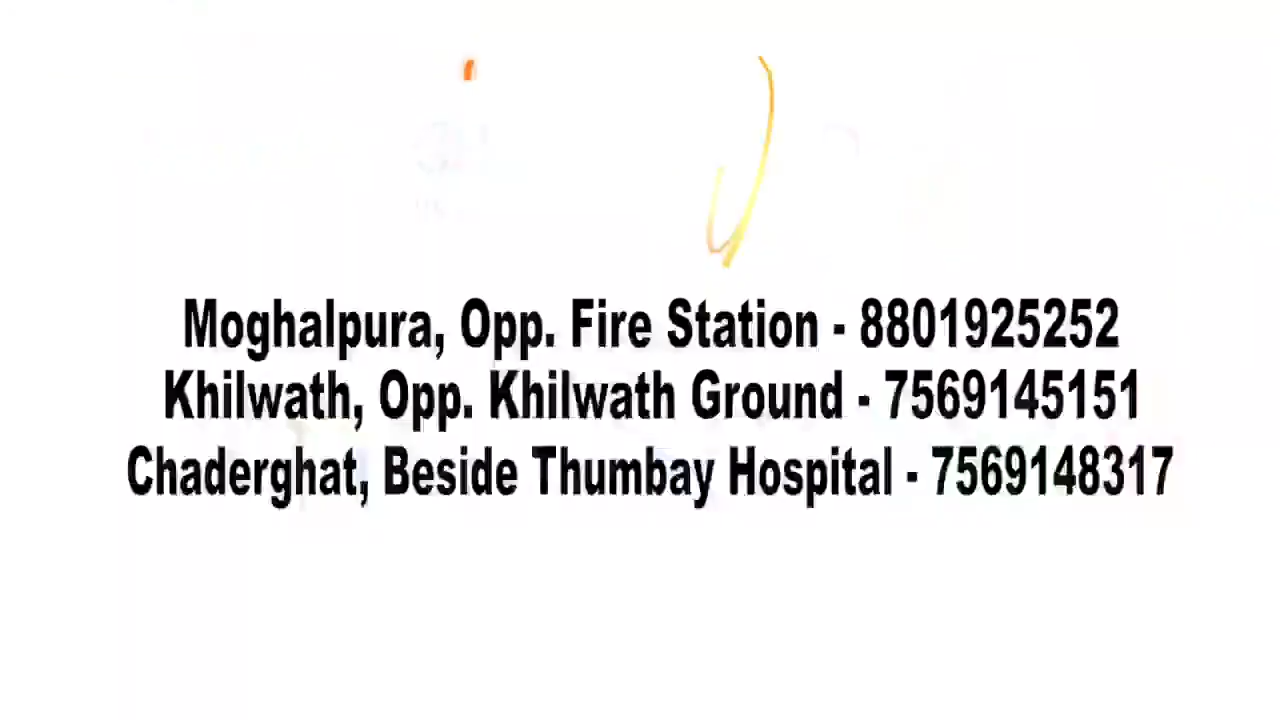 Moghalpura, Opp. Fire Station - 8801925252
Khilwath, Opp. Khilwath Ground - 7569145151
Chaderghat, Beside Thumbay Hospital - 7569148317